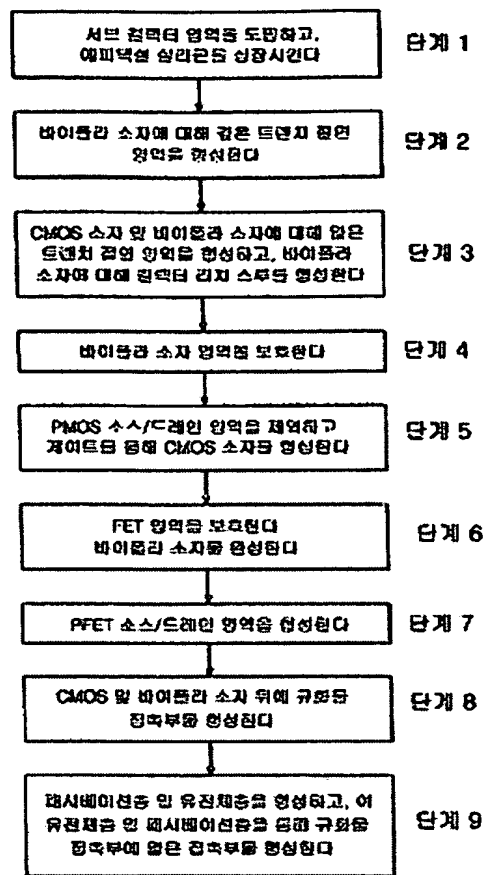 서브 컬렉터 영역을 도핑하고,
에피택셜 실리콘을 성장시킨다
단계 1
바이폴라 소자에 대해 깊은 트렌치 절연
영역을 형성한다
단계 2
CMOS 소자 및 바이폴라 소자에 대해 얕은
트렌치 절연 영역을 형성하고, 바이폴라
소자에 대해 컬렉터 리치 스루를 형성한다
단계 3
바이폴라 소자 영역을 보호한다
단계 4
PMOS 소스/드레인 영역을 제외하고
게이트를 통해 CMOS 소자를 형성한다
단계 5
FET 영역을 보호한다
바이폴라 소자를 완성한다
단계 6
PFET 소스/드레인 영역을 형성한다
단계 7
CMOS 및 바이폴라 소자 위에 규화물
접촉부를 형성한다
단계 8
패시베이션층 및 유전체층을 형성하고, 이
유전체층 및 패시베이션층을 통해 규화물
접촉부에 얇은 접촉부를 형성한다
단계 9